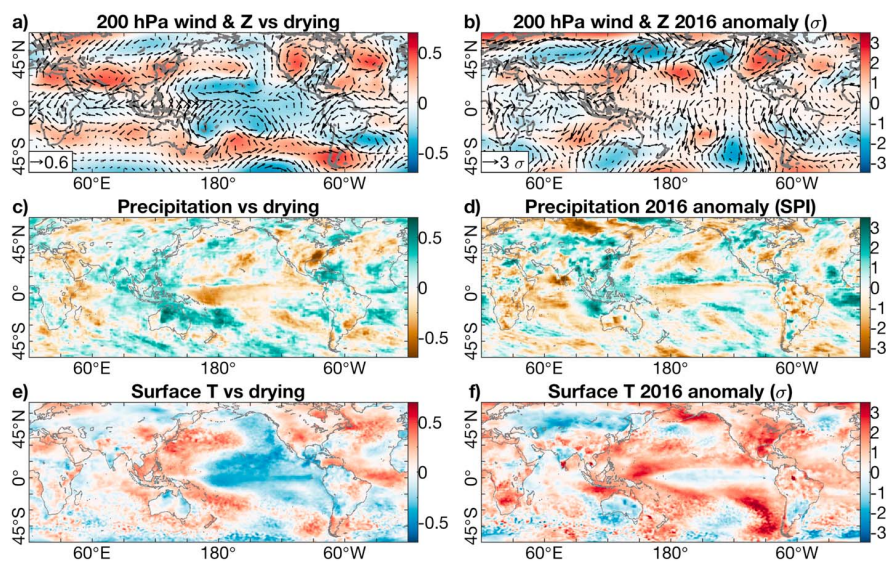 a) 200 hPa wind & Z vs drying
b) 200 hPa wind & Z 2016 anomaly (σ)
45°N
0°
45°S
→0.6
60°E
180°
60°W
0.5
0
-0.5
45°N
0°
45°S
→3 σ
60°E
180°
60°W
3
2
1
0
-1
-2
-3
c) Precipitation vs drying
d) Precipitation 2016 anomaly (SPI)
45°N
0°
45°S
60°E
180°
60°W
0.5
0
-0.5
45°N
0°
45°S
60°E
180°
60°W
3
2
1
0
-1
-2
-3
e) Surface T vs drying
f) Surface T 2016 anomaly (σ)
45°N
0°
45°S
60°E
180°
60°W
0.5
0
-0.5
45°N
0°
45°S
60°E
180°
60°W
3
2
1
0
-1
-2
-3